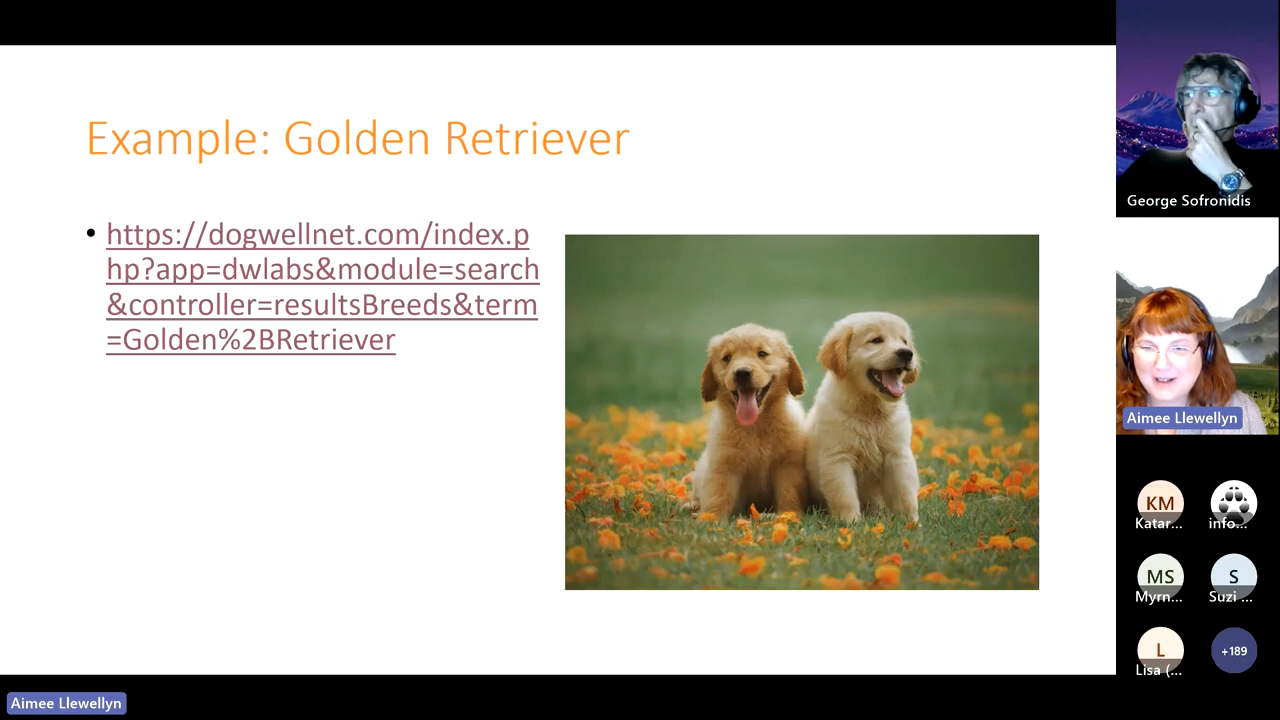 Example: Golden Retriever
• https://dogwellnet.com/index.p
hp?app=dwlabs&module=search
&controller=resultsBreeds&term
=Golden%2BRetriever
George Sofronidis
Aimee Llewellyn
KM
Katar...
info...
MS
Myrn...
S
Suzi ...
L
Lisa (...
+189
Aimee Llewellyn